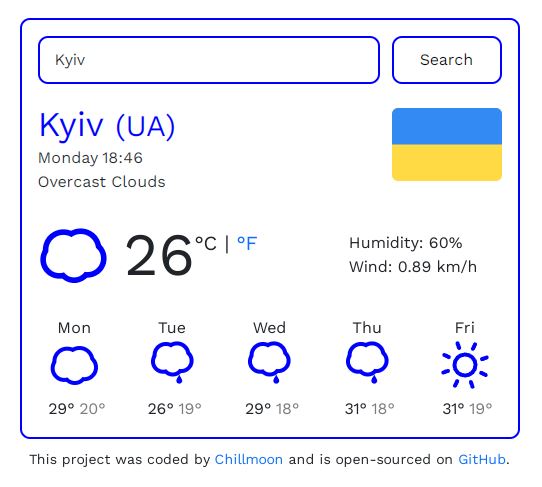 Kyiv
Search
Kyiv (UA)
Monday 18:46
Overcast Clouds
26°C | °F
Humidity: 60%
Wind: 0.89 km/h
Mon Tue Wed Thu Fri
29° 20° 26° 19° 29° 18° 31° 18° 31° 19°
This project was coded by Chillmoon and is open-sourced on GitHub.